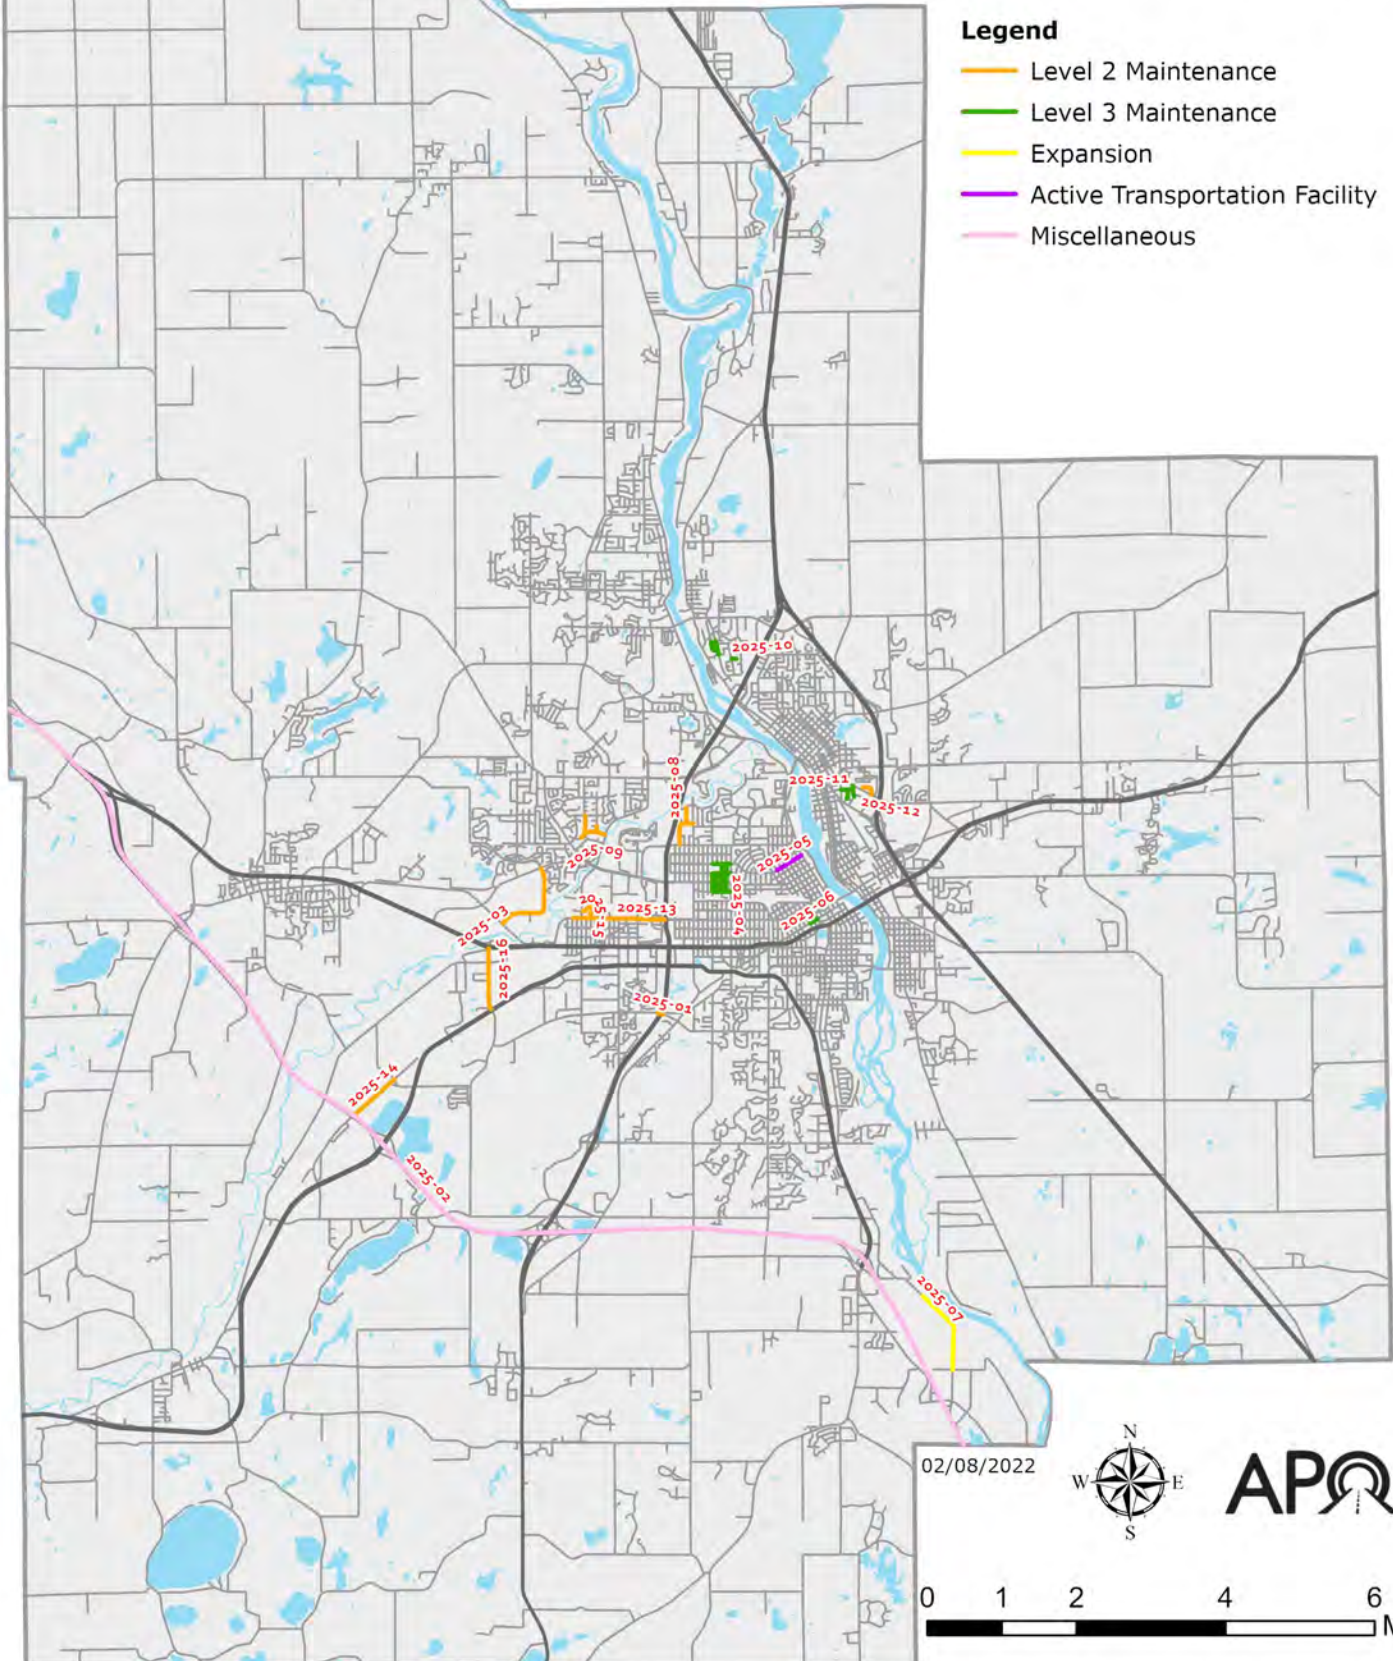 Legend
Level 2 Maintenance
Level 3 Maintenance
Expansion
Active Transportation Facility
Miscellaneous
2025-10
2025-08
2025-11
2025-12
2025-09
2025-05
2025-04
2025-06
2025-03
2025-15
2025-13
2025-16
2025-01
2025-14
2025-02
2025-07
02/08/2022
N
W E
S
APO
0 1 2 4 6
M